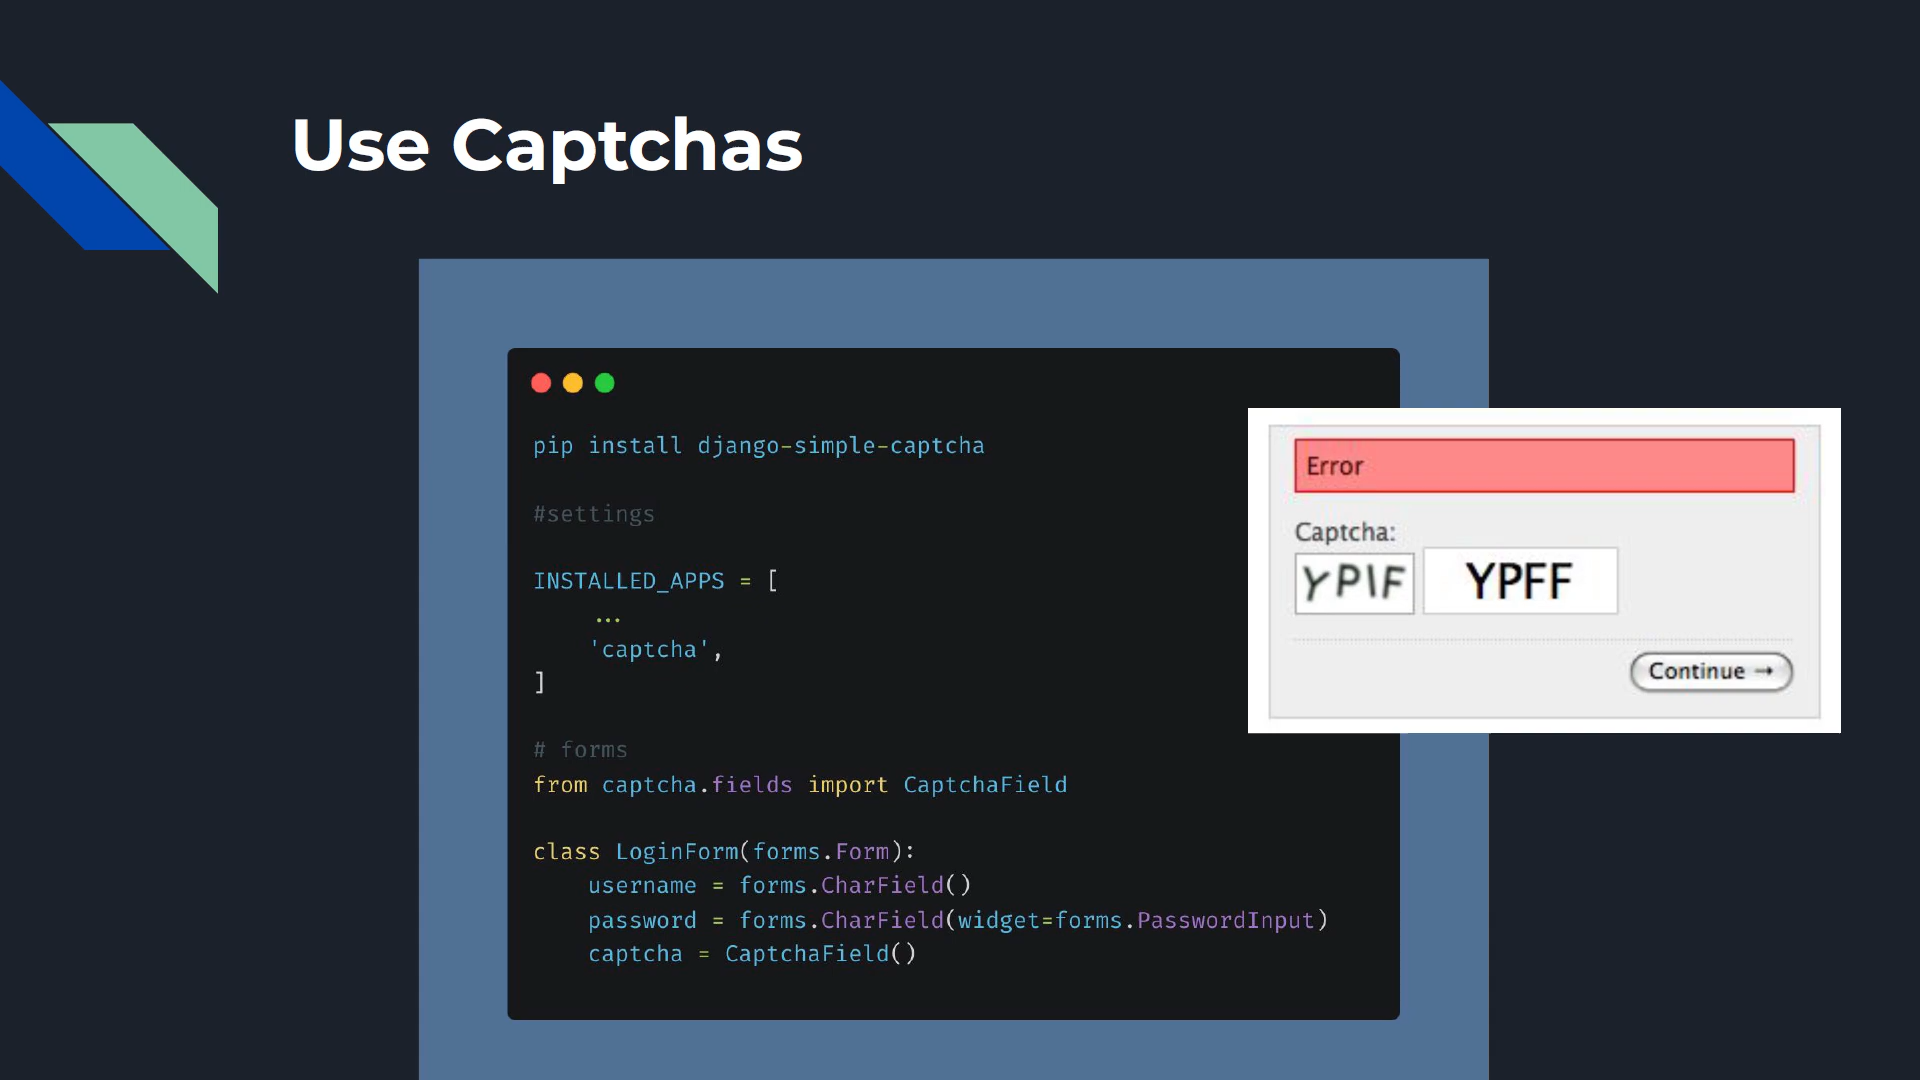 Use Captchas
pip install django-simple-captcha
#settings
INSTALLED_APPS = [
    ...
    'captcha',
]
# forms
from captcha.fields import CaptchaField
class LoginForm(forms.Form):
    username = forms.CharField()
    password = forms.CharField(widget=forms.PasswordInput)
    captcha = CaptchaField()
Error
Captcha:
YPIF YPFF
Continue →